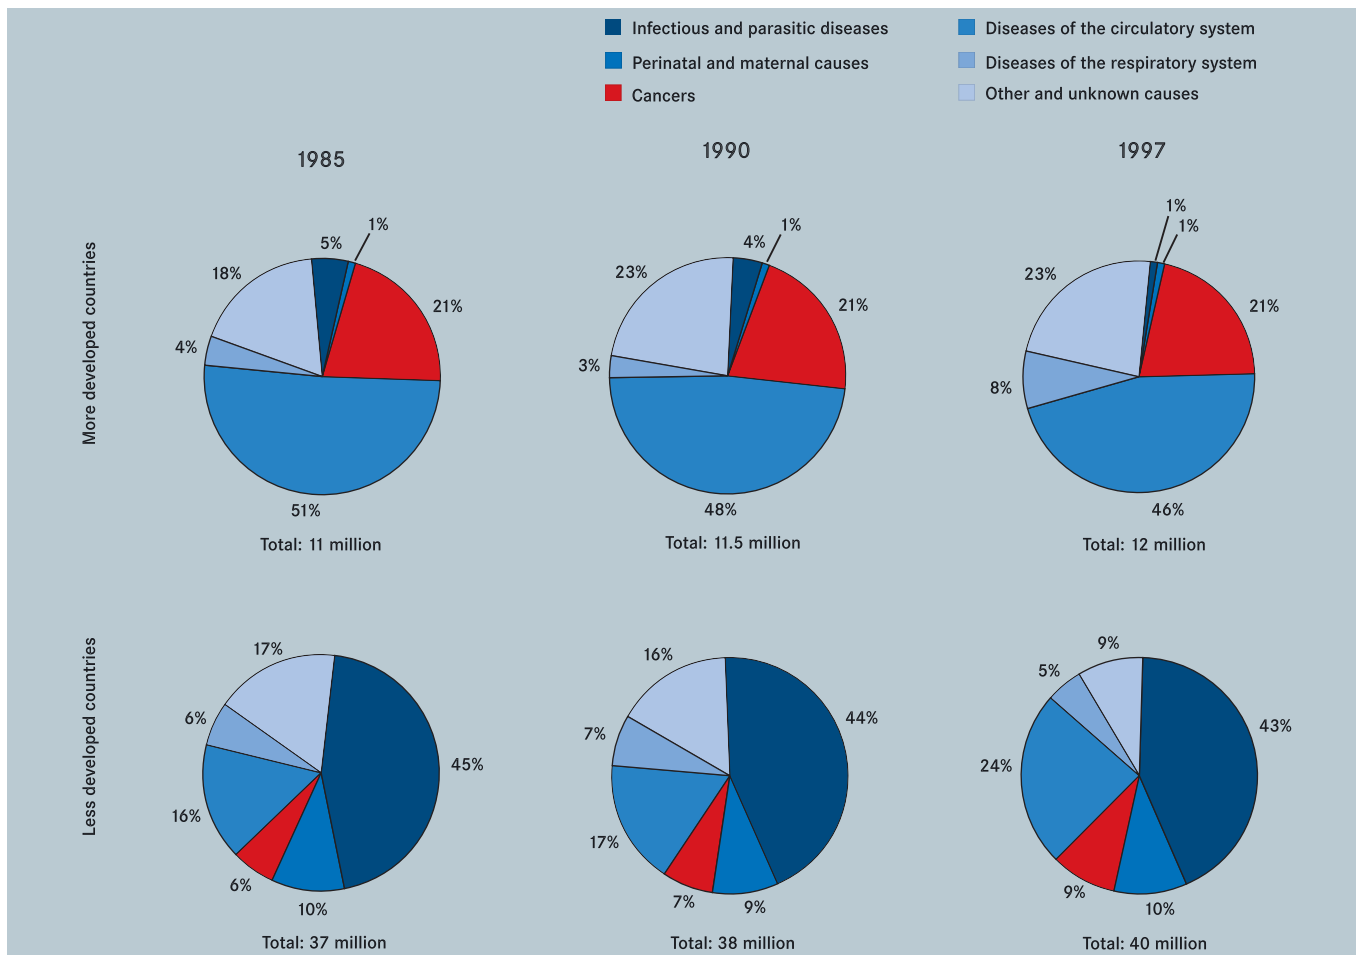 Infectious and parasitic diseases
Perinatal and maternal causes
Cancers
Diseases of the circulatory system
Diseases of the respiratory system
Other and unknown causes
More developed countries
1985
5%
1%
18%
21%
4%
51%
Total: 11 million
1990
4%
1%
23%
21%
3%
48%
Total: 11.5 million
1997
1%
1%
23%
21%
8%
46%
Total: 12 million
Less developed countries
17%
6%
45%
16%
6%
10%
Total: 37 million
16%
44%
7%
17%
7%
9%
Total: 38 million
9%
5%
43%
24%
9%
10%
Total: 40 million